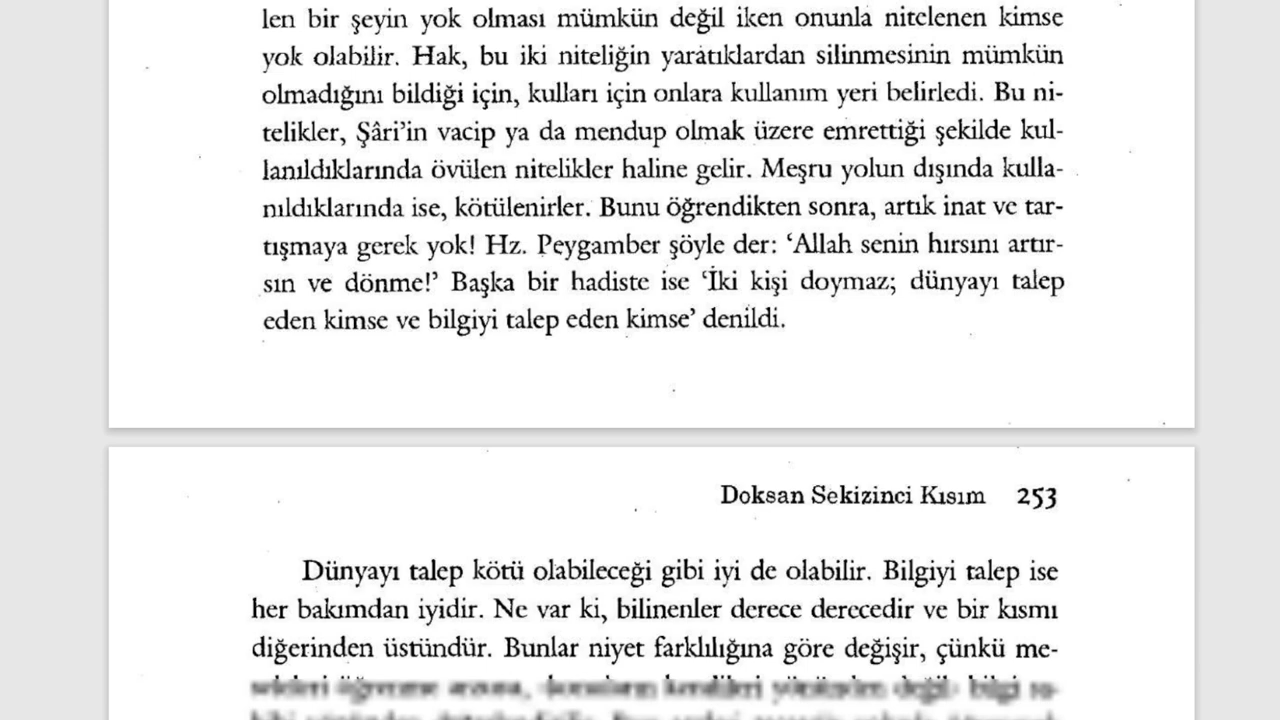 len bir şeyin yok olması mümkün değil iken onunla nitelenen kimse
yok olabilir. Hak, bu iki niteliğin yaratıklardan silinmesinin mümkün
olmadığını bildiği için, kulları için onlara kullanım yeri belirledi. Bu ni-
telikler, Şâri’in vacip ya da mendup olmak üzere emrettiği şekilde kul-
lanıldıklarında övülen nitelikler haline gelir. Meşru yolun dışında kulla-
nıldıklarında ise, kötülenirler. Bunu öğrendikten sonra, artık inat ve tar-
tışmaya gerek yok! Hz. Peygamber şöyle der: ‘Allah senin hırsını artır-
sın ve dönme!’ Başka bir hadiste ise ‘İki kişi doymaz; dünyayı talep
eden kimse ve bilgiyi talep eden kimse’ denildi.
Doksan Sekizinci Kısım 253
Dünyayı talep kötü olabileceği gibi iyi de olabilir. Bilgiyi talep ise
her bakımdan iyidir. Ne var ki, bilinenler derece derecedir ve bir kısmı
diğerinden üstündür. Bunlar niyet farklılığına göre değişir, çünkü me-